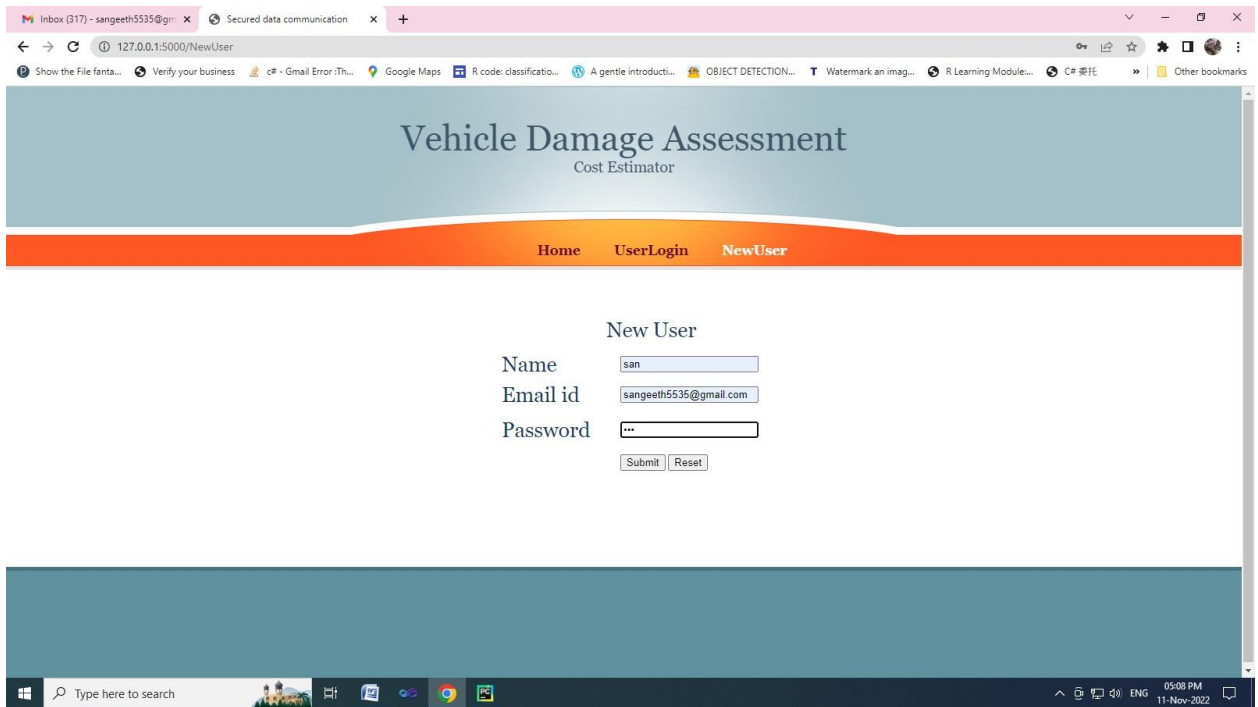 Inbox (317) - sangeeth5535@gm
Secured data communication
127.0.0.1:5000/NewUser
Show the File fanta...
Verify your business
c# - Gmail Error :Th...
Google Maps
R code: classificatio...
A gentle introducti...
OBJECT DETECTION...
Watermark an imag...
R Learning Module:...
C# 委托
»
Other bookmarks
Vehicle Damage Assessment
Cost Estimator
Home UserLogin NewUser
New User
Name san
Email id sangeeth5535@gmail.com
Password •••
Submit Reset
Type here to search
ENG
05:08 PM
11-Nov-2022